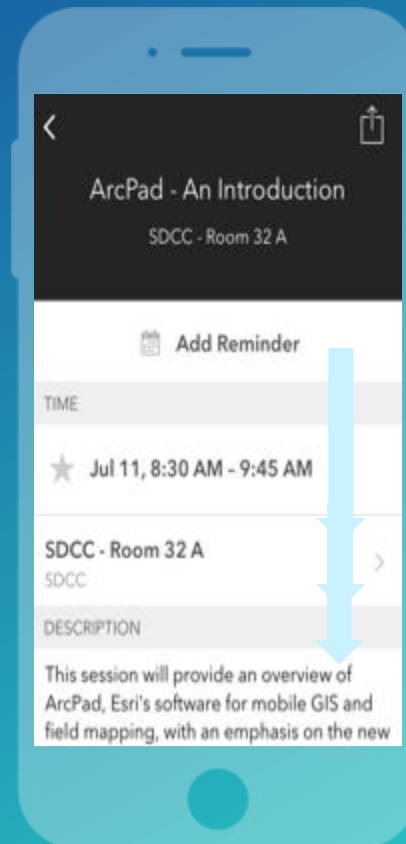 ArcPad - An Introduction
SDCC - Room 32 A
Add Reminder
TIME
Jul 11, 8:30 AM - 9:45 AM
SDCC - Room 32 A
SDCC
DESCRIPTION
This session will provide an overview of
ArcPad, Esri's software for mobile GIS and
field mapping, with an emphasis on the new